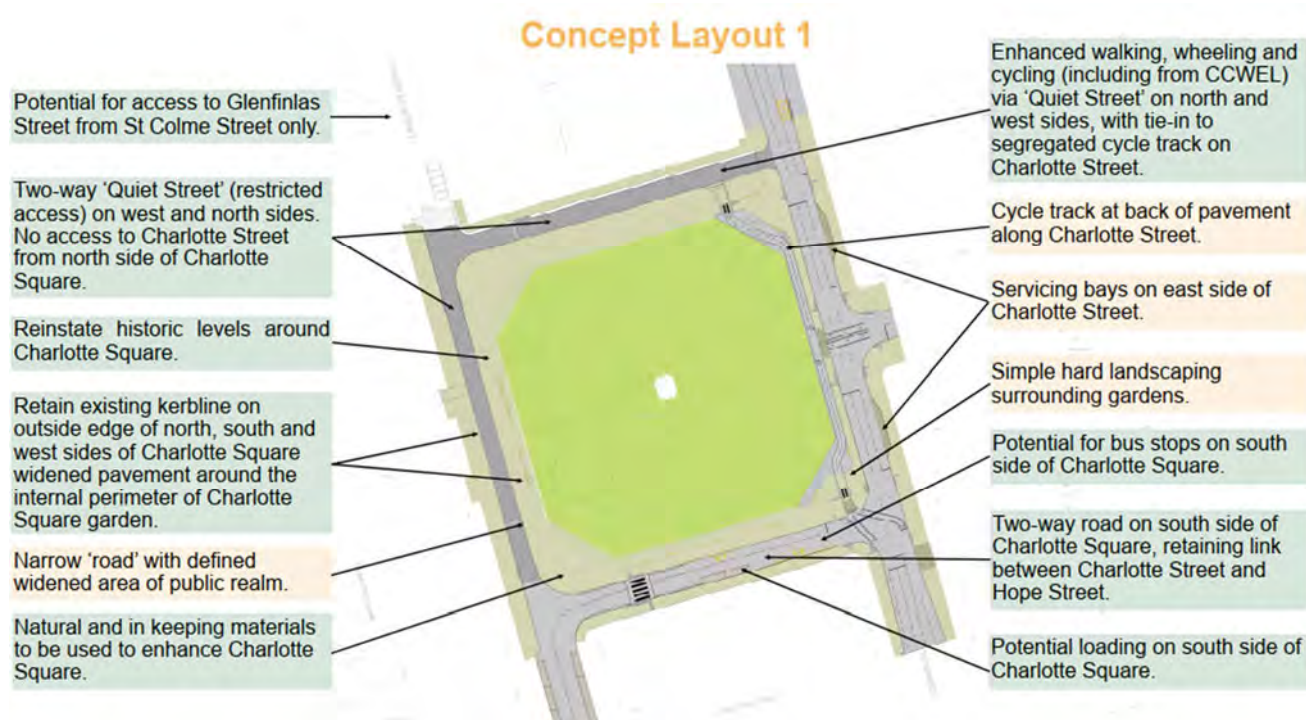 Concept Layout 1
Potential for access to Glenfinlas
Street from St Colme Street only.
Two-way ‘Quiet Street’ (restricted
access) on west and north sides.
No access to Charlotte Street
from north side of Charlotte
Square.
Reinstate historic levels around
Charlotte Square.
Retain existing kerbline on
outside edge of north, south and
west sides of Charlotte Square
widened pavement around the
internal perimeter of Charlotte
Square garden.
Narrow ‘road’ with defined
widened area of public realm.
Natural and in keeping materials
to be used to enhance Charlotte
Square.
Enhanced walking, wheeling and
cycling (including from CCWEL)
via ‘Quiet Street’ on north and
west sides, with tie-in to
segregated cycle track on
Charlotte Street.
Cycle track at back of pavement
along Charlotte Street.
Servicing bays on east side of
Charlotte Street.
Simple hard landscaping
surrounding gardens.
Potential for bus stops on south
side of Charlotte Square.
Two-way road on south side of
Charlotte Square, retaining link
between Charlotte Street and
Hope Street.
Potential loading on south side of
Charlotte Square.